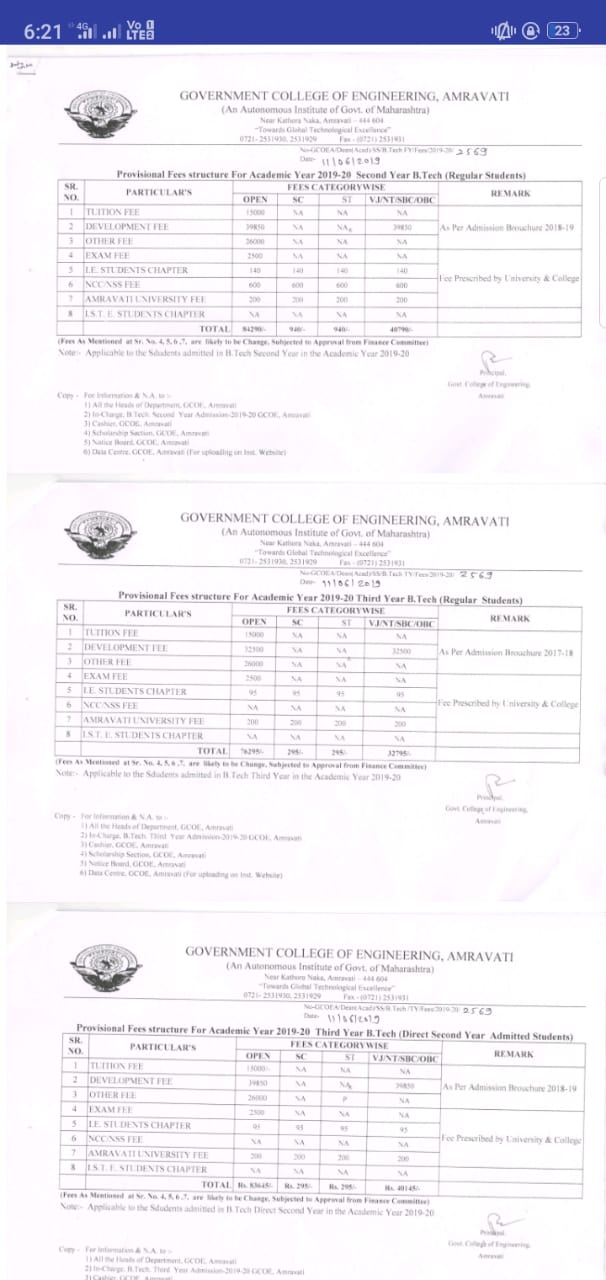 6:21 4G Vo LTE 23
GOVERNMENT COLLEGE OF ENGINEERING, AMRAVATI
(An Autonomous Institute of Govt. of Maharashtra)
Near Kathora Naka, Amravati - 444 604
"Towards Global Technological Excellence"
0721- 2531930, 2531929 Fax - (0721) 2531931
2569
Date- 11/06/2019
Provisional Fees structure For Academic Year 2019-20 Second Year B.Tech (Regular Students)
SR. NO. PARTICULAR'S FEES CATEGORYWISE REMARK
OPEN SC ST VJ/NT/SBC/OBC
1 TUITION FEE 15000 NA NA NA
2 DEVELOPMENT FEE 39850 NA NA 39850 As Per Admission Brouchure 2018-19
3 OTHER FEE 26000 NA NA NA
4 EXAM FEE 2500 NA NA NA
5 I.E. STUDENTS CHAPTER 140 140 140 140 Fee Prescribed by University & College
6 NCC/NSS FEE 600 600 600 600
7 AMRAVATI UNIVERSITY FEE 200 200 200 200
8 I.S.T. E. STUDENTS CHAPTER NA NA NA NA
TOTAL 84290/- 940/- 940/- 40790/-
(Fees As Mentioned at Sr. No. 4, 5, 6 ,7, are likely to be Change, Subjected to Approval from Finance Committee)
Note:- Applicable to the Sdudents admitted in B.Tech Second Year in the Academic Year 2019-20
Principal,
Govt College of Engineering,
Amravati
Copy - For Information & N.A. to :-
1) All the Heads of Department, GCOE, Amravati
2) In-Charge, B.Tech. Second Year Admission-2019-20 GCOE, Amravati
3) Cashier, GCOE, Amravati
4) Scholarship Section, GCOE, Amravati
5) Notice Board, GCOE, Amravati
6) Data Centre, GCOE, Amravati (For uploading on Inst. Website)
GOVERNMENT COLLEGE OF ENGINEERING, AMRAVATI
(An Autonomous Institute of Govt. of Maharashtra)
Near Kathora Naka, Amravati - 444 604
"Towards Global Technological Excellence"
0721- 2531930, 2531929 Fax - (0721) 2531931
2569
Date- 11/06/2019
Provisional Fees structure For Academic Year 2019-20 Third Year B.Tech (Regular Students)
SR. NO. PARTICULAR'S FEES CATEGORYWISE REMARK
OPEN SC ST VJ/NT/SBC/OBC
1 TUITION FEE 15000 NA NA NA
2 DEVELOPMENT FEE 32500 NA NA 32500 As Per Admission Brouchure 2017-18
3 OTHER FEE 26000 NA NA NA
4 EXAM FEE 2500 NA NA NA
5 I.E. STUDENTS CHAPTER 95 95 95 95 Fee Prescribed by University & College
6 NCC/NSS FEE NA NA NA NA
7 AMRAVATI UNIVERSITY FEE 200 200 200 200
8 I.S.T. E. STUDENTS CHAPTER NA NA NA NA
TOTAL 76295/- 295/- 295/- 32795/-
(Fees As Mentioned at Sr. No. 4, 5, 6 ,7, are likely to be Change, Subjected to Approval from Finance Committee)
Note:- Applicable to the Sdudents admitted in B.Tech Third Year in the Academic Year 2019-20
Principal,
Govt. College of Engineering,
Amravati
Copy - For Information & N.A. to :-
1) All the Heads of Department, GCOE, Amravati
2) In-Charge, B.Tech. Third Year Admission-2019-20 GCOE, Amravati
3) Cashier, GCOE, Amravati
4) Scholarship Section, GCOE, Amravati
5) Notice Board, GCOE, Amravati
6) Data Centre, GCOE, Amravati (For uploading on Inst. Website)
GOVERNMENT COLLEGE OF ENGINEERING, AMRAVATI
(An Autonomous Institute of Govt. of Maharashtra)
Near Kathora Naka, Amravati - 444 604
"Towards Global Technological Excellence"
0721- 2531930, 2531929 Fax - (0721) 2531931
2569
Date- 11/06/2019
Provisional Fees structure For Academic Year 2019-20 Third Year B.Tech (Direct Second Year Admitted Students)
SR. NO. PARTICULAR'S FEES CATEGORYWISE REMARK
OPEN SC ST VJ/NT/SBC/OBC
1 TUITION FEE 15000 NA NA NA
2 DEVELOPMENT FEE 39850 NA NA 39850 As Per Admission Brouchure 2018-19
3 OTHER FEE 26000 NA P NA
4 EXAM FEE 2500 NA NA NA
5 I.E. STUDENTS CHAPTER 95 95 95 95
6 NCC/NSS FEE NA NA NA NA Fee Prescribed by University & College
7 AMRAVATI UNIVERSITY FEE 200 200 200 200
8 I.S.T. E. STUDENTS CHAPTER NA NA NA NA
TOTAL Rs. 83645/- Rs. 295/- Rs. 295/- Rs. 40145/-
(Fees As Mentioned at Sr. No. 4, 5, 6 ,7, are likely to be Change, Subjected to Approval from Finance Committee)
Note:- Applicable to the Sdudents admitted in B.Tech Direct Second Year in the Academic Year 2019-20
Principal,
Govt. College of Engineering,
Amravati
Copy - For Information & N.A. to :-
1) All the Heads of Department, GCOE, Amravati
2) In-Charge, B.Tech. Third Year Admission-2019-20 GCOE, Amravati
3) Cashier, GCOE, Amravati